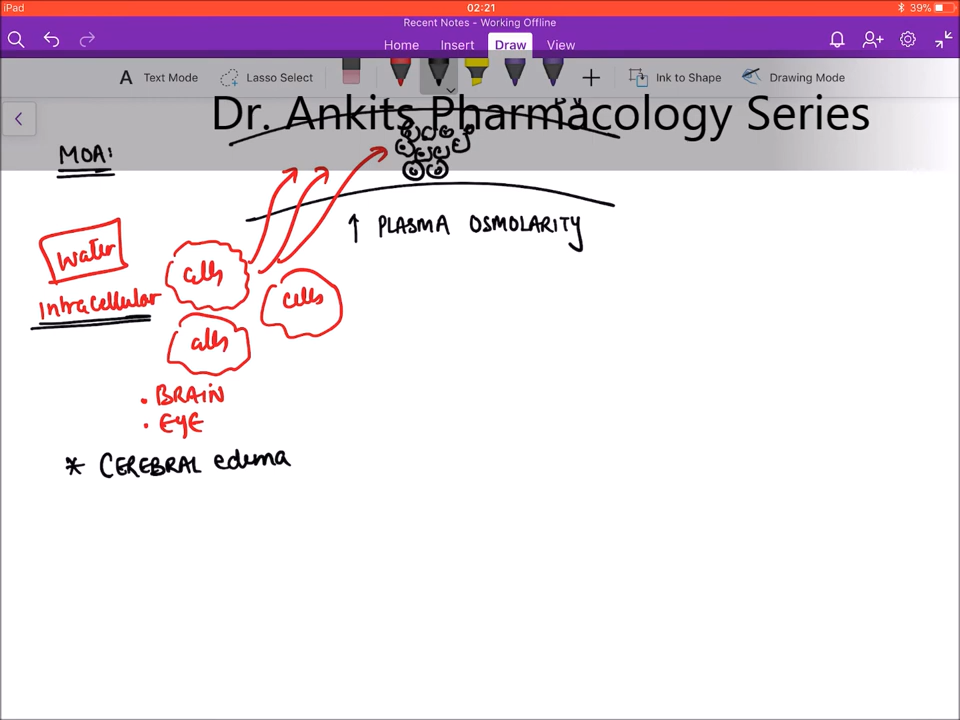 iPad
02:21
39%
Recent Notes - Working Offline
Home
Insert
Draw
View
A
Text Mode
Lasso Select
Ink to Shape
Drawing Mode
Dr. Ankits Pharmacology Series
MOA:
↑ PLASMA OSMOLARITY
Water
Intracellular
Cells
Cells
Cells
• BRAIN
• EYE
* CEREBRAL edema